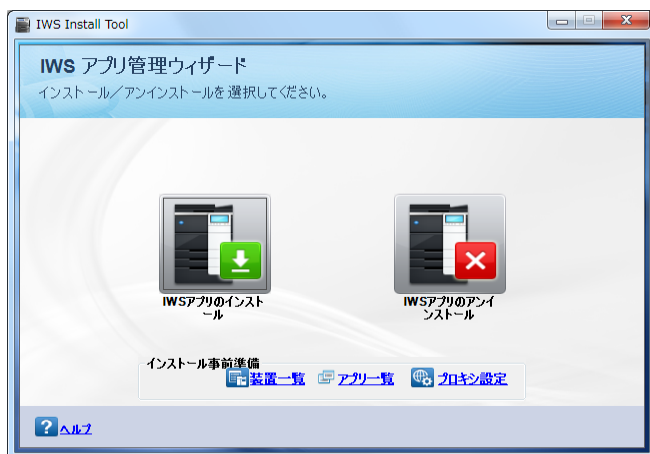 IWS Install Tool
IWS アプリ管理ウィザード
インストール／アンインストールを選択してください。
IWSアプリのインスト
ール
IWSアプリのアンイ
ンストール
インストール事前準備
装置一覧 アプリ一覧 プロキシ設定
ヘルプ